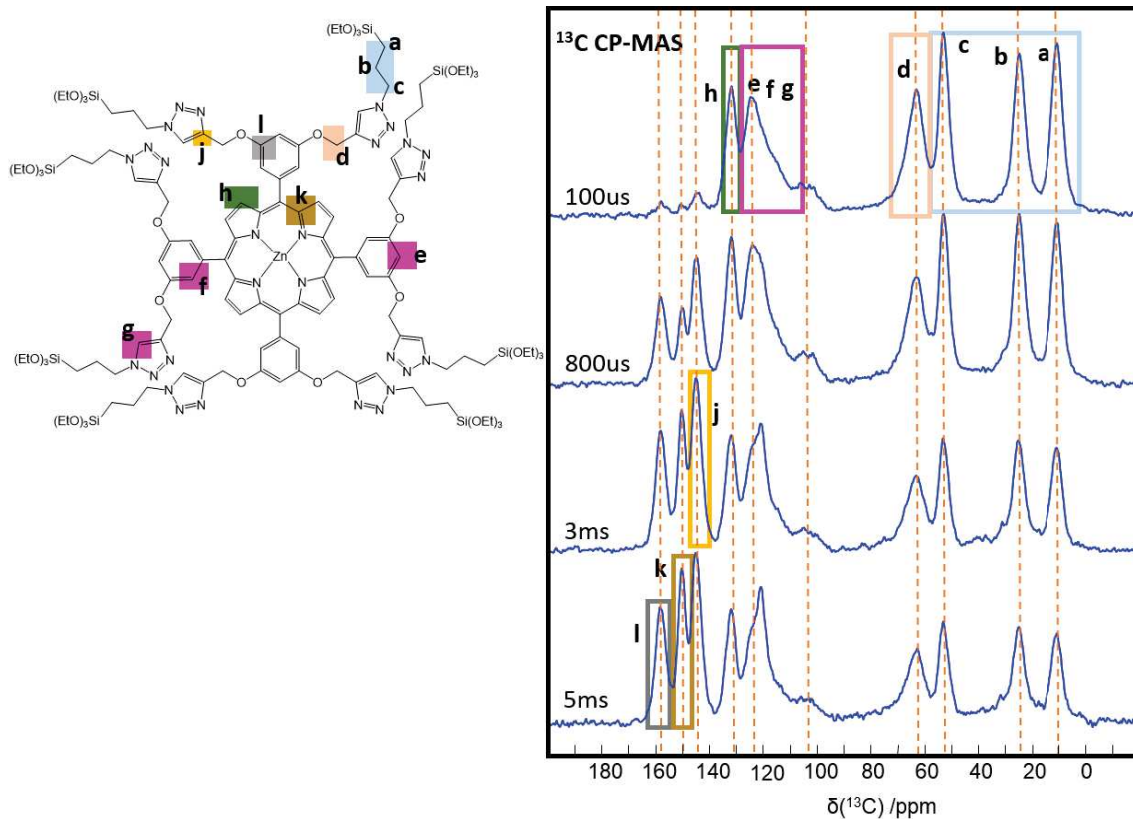 (EtO)₃Si
a
b
c
Si(OEt)₃
(EtO)₃Si
N
N
N
N
N
N
N
N
N
N
N
N
l
O
O
j
d
(EtO)₃Si
N
N
N
h
k
O
O
N
N
Zn
N
N
e
f
O
O
g
(EtO)₃Si
N
N
N
O
O
N
N
N
Si(OEt)₃
(EtO)₃Si
N
N
N
N
N
N
Si(OEt)₃
¹³C CP-MAS
h
e f g
d
c
b
a
100us
800us
j
3ms
k
l
5ms
180 160 140 120 100 80 60 40 20 0
δ(¹³C) /ppm